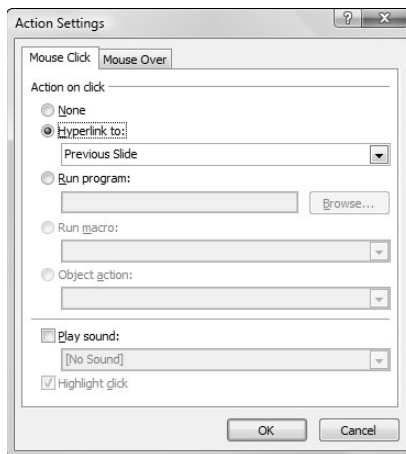 Action Settings
Mouse Click Mouse Over
Action on click
None
Hyperlink to:
Previous Slide
Run program:
Browse...
Run macro:
Object action:
Play sound:
[No Sound]
Highlight click
OK Cancel